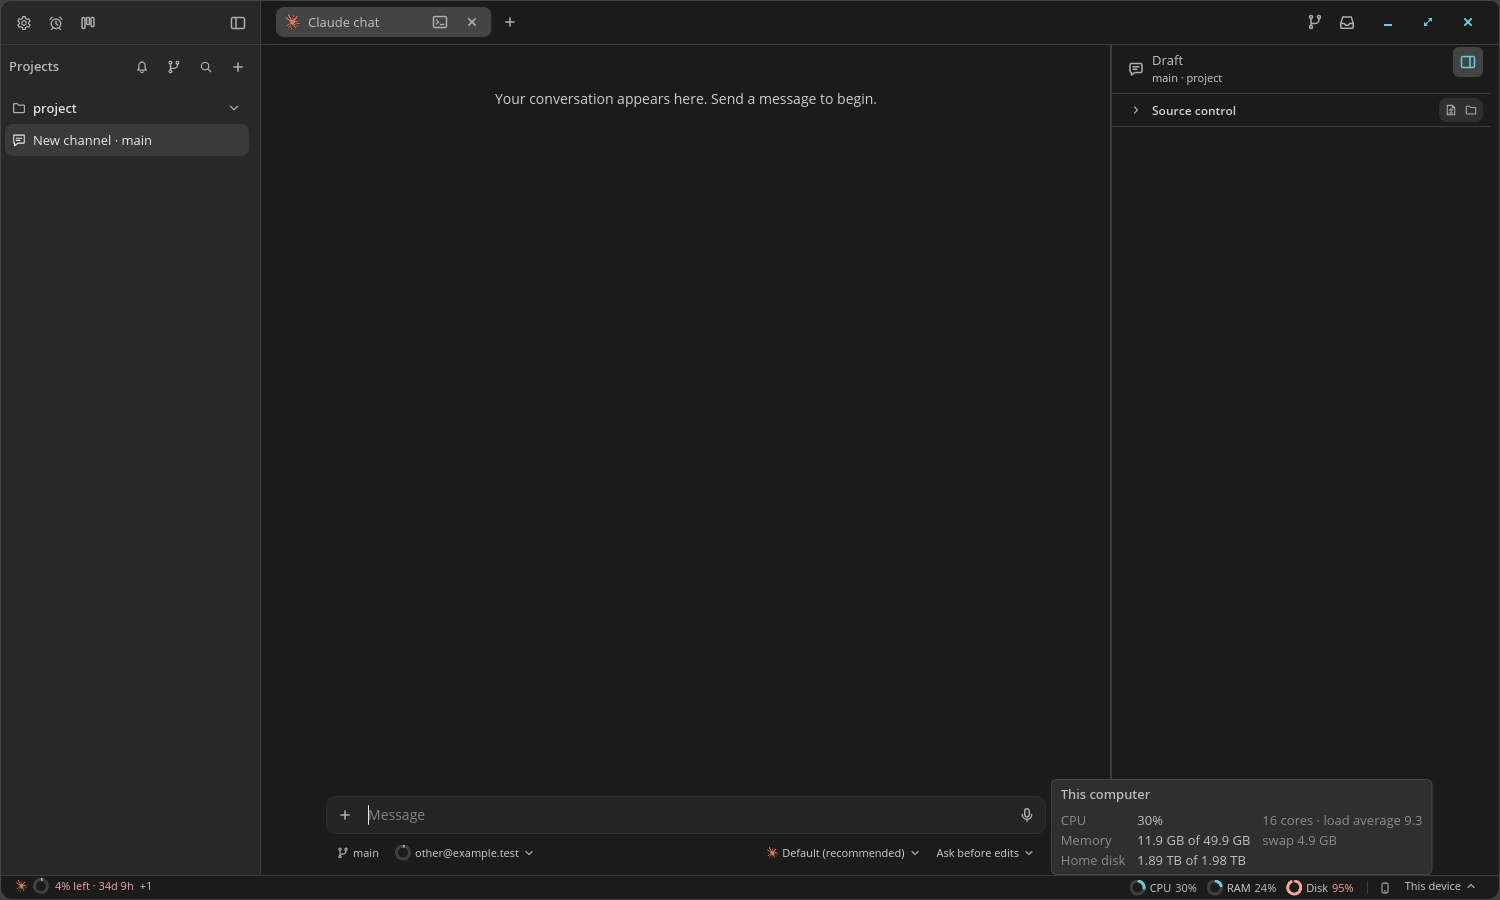 Claude chat
Projects
project
New channel · main
Your conversation appears here. Send a message to begin.
Draft
main · project
Source control
Message
main
other@example.test
Default (recommended)
Ask before edits
This computer
CPU 30% 16 cores · load average 9.3
Memory 11.9 GB of 49.9 GB swap 4.9 GB
Home disk 1.89 TB of 1.98 TB
4% left · 34d 9h +1
CPU 30% RAM 24% Disk 95% This device